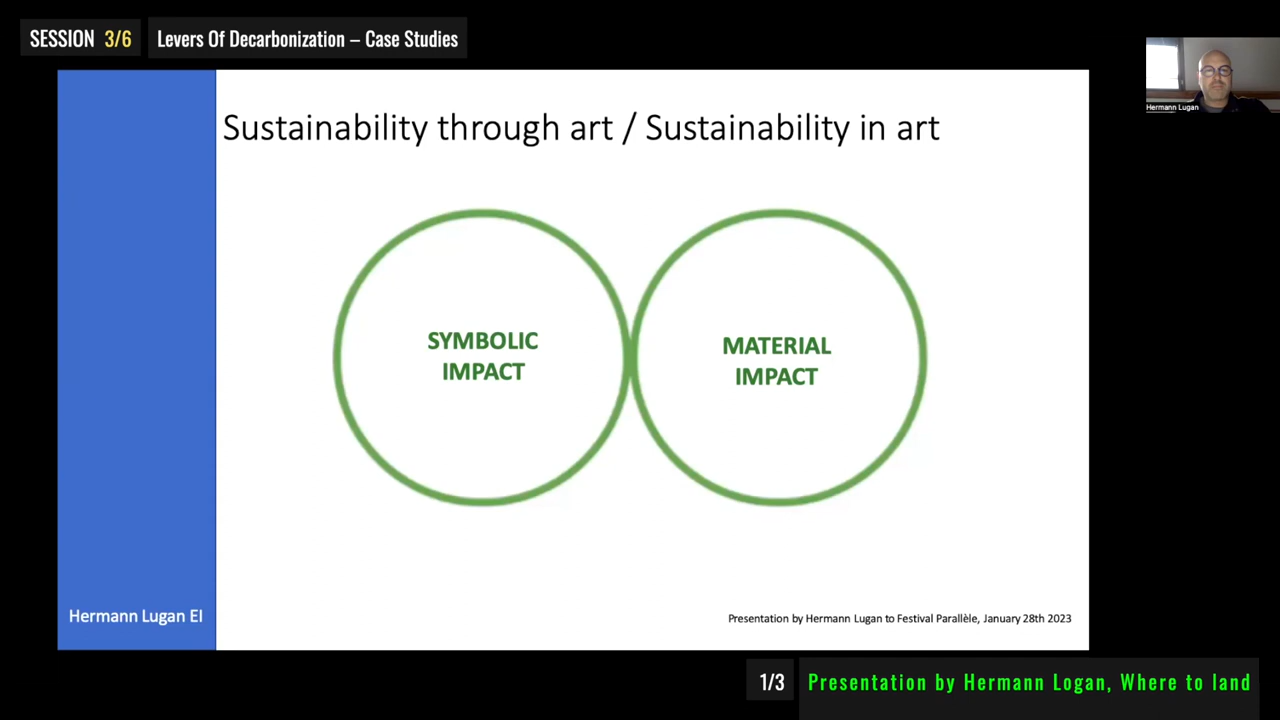 SESSION 3/6
Levers Of Decarbonization – Case Studies
Hermann Lugan
Sustainability through art / Sustainability in art
SYMBOLIC
IMPACT
MATERIAL
IMPACT
Hermann Lugan EI
Presentation by Hermann Lugan to Festival Parallèle, January 28th 2023
1/3
Presentation by Hermann Logan, Where to land